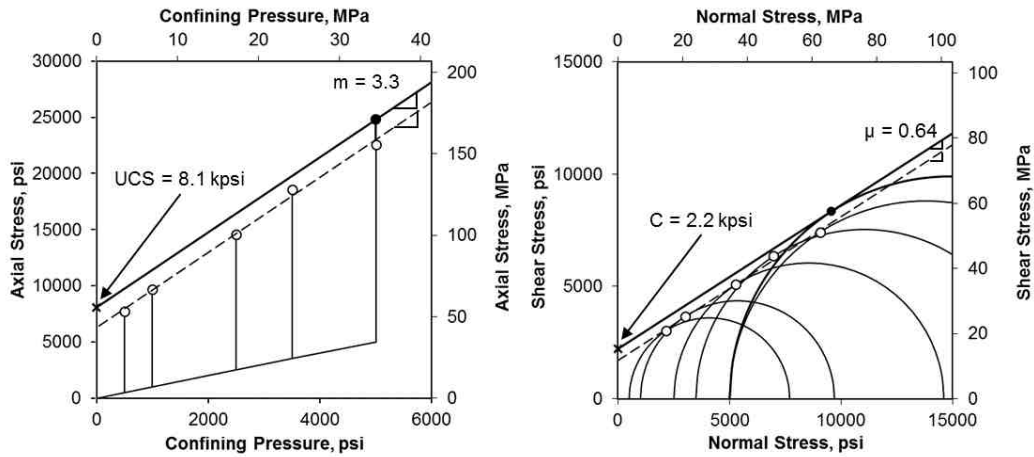 Confining Pressure, MPa
0 10 20 30 40
30000
25000
20000
15000
10000
5000
0
Axial Stress, psi
m = 3.3
UCS = 8.1 kpsi
200
150
100
50
0
Axial Stress, MPa
0 2000 4000 6000
Confining Pressure, psi
Normal Stress, MPa
0 20 40 60 80 100
15000
10000
5000
0
Shear Stress, psi
μ = 0.64
C = 2.2 kpsi
100
80
60
40
20
0
Shear Stress, MPa
0 5000 10000 15000
Normal Stress, psi